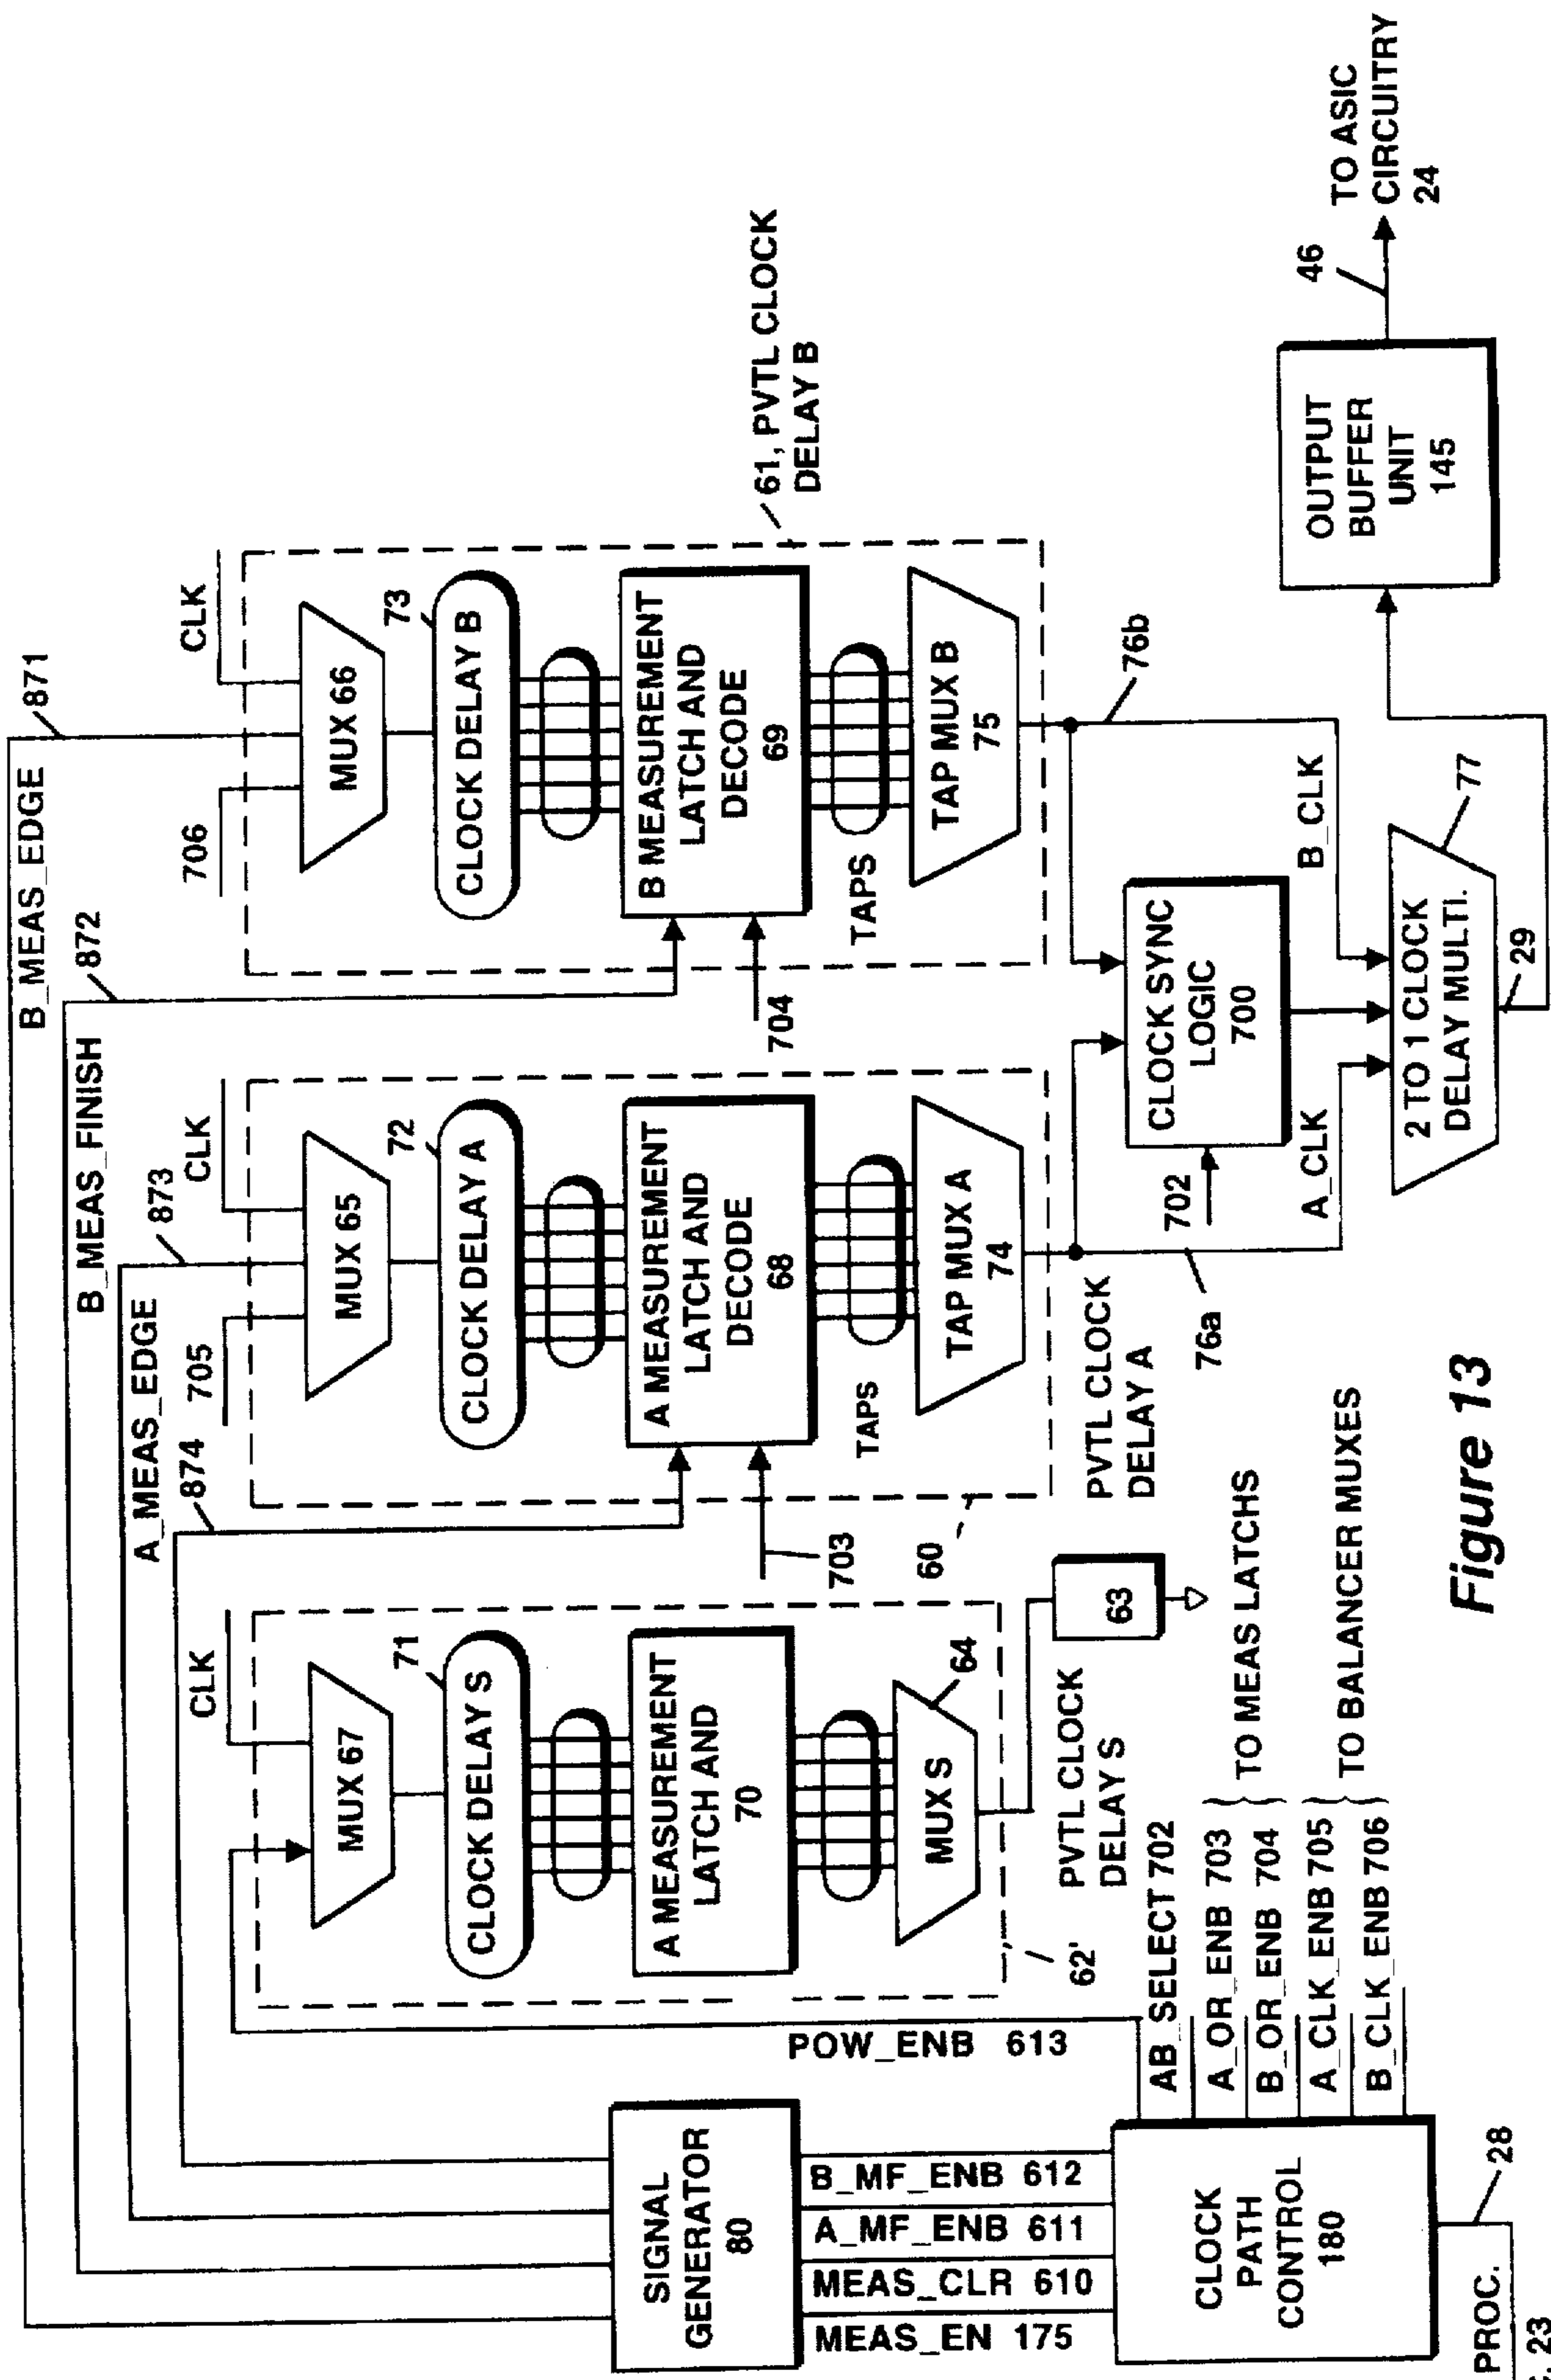 B_MEAS_EDGE
871
B_MEAS_FINISH
872
A_MEAS_EDGE
873
874
CLK
705
CLK
706
CLK
MUX 67
MUX 65
MUX 66
71
CLOCK DELAY S
72
CLOCK DELAY A
73
CLOCK DELAY B
A MEASUREMENT
LATCH AND
70
A MEASUREMENT
LATCH AND
DECODE
68
B MEASUREMENT
LATCH AND
DECODE
69
61, PVTL CLOCK
DELAY B
703
704
TAPS
TAPS
MUX S
64
TAP MUX A
74
TAP MUX B
75
62'
60
63
PVTL CLOCK
DELAY S
PVTL CLOCK
DELAY A
76a
76b
SIGNAL
GENERATOR
80
POW_ENB 613
B_MF_ENB 612
A_MF_ENB 611
MEAS_CLR 610
MEAS_EN 175
CLOCK
PATH
CONTROL
180
AB_SELECT 702
A_OR_ENB 703
B_OR_ENB 704
TO MEAS LATCHS
A_CLK_ENB 705
B_CLK_ENB 706
TO BALANCER MUXES
28
PROC.
702
CLOCK SYNC
LOGIC
700
A_CLK
B_CLK
2 TO 1 CLOCK
DELAY MULTI.
77
29
OUTPUT
BUFFER
UNIT
145
46
TO ASIC
CIRCUITRY
24
Figure 13